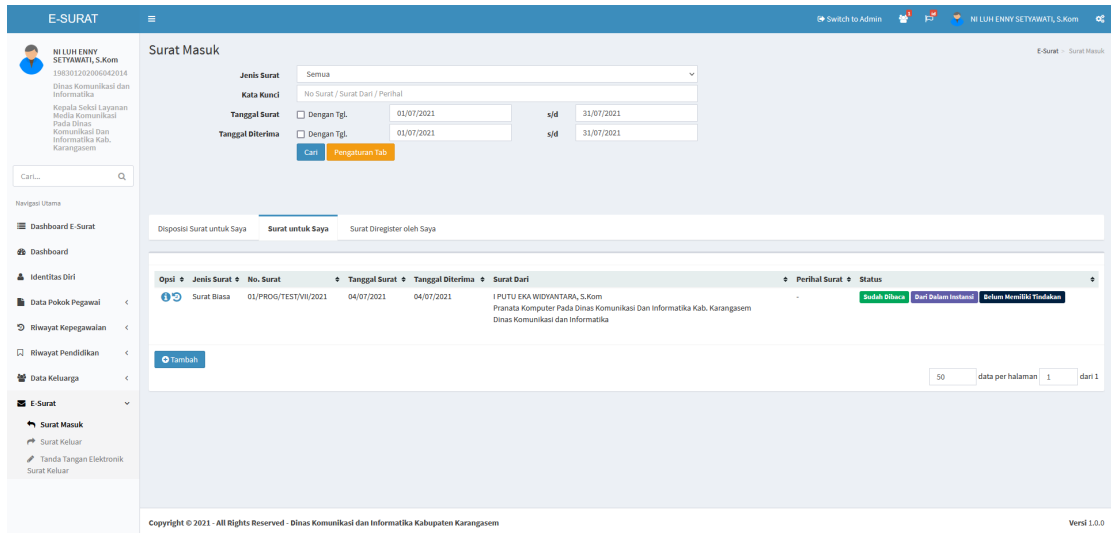 E-SURAT
Switch to Admin
NI LUH ENNY SETYAWATI, S.Kom
NI LUH ENNY
SETYAWATI, S.Kom
198301202006042014
Dinas Komunikasi dan
Informatika
Kepala Seksi Layanan
Media Komunikasi
Pada Dinas
Komunikasi Dan
Informatika Kab.
Karangasem
Cari...
Navigasi Utama
Dashboard E-Surat
Dashboard
Identitas Diri
Data Pokok Pegawai
Riwayat Kepegawaian
Riwayat Pendidikan
Data Keluarga
E-Surat
Surat Masuk
Surat Keluar
Tanda Tangan Elektronik
Surat Keluar
Surat Masuk
E-Surat > Surat Masuk
Jenis Surat Semua
Kata Kunci No Surat / Surat Dari / Perihal
Tanggal Surat Dengan Tgl. 01/07/2021 s/d 31/07/2021
Tanggal Diterima Dengan Tgl. 01/07/2021 s/d 31/07/2021
Cari Pengaturan Tab
Disposisi Surat untuk Saya Surat untuk Saya Surat Diregister oleh Saya
Opsi Jenis Surat No. Surat Tanggal Surat Tanggal Diterima Surat Dari Perihal Surat Status
Surat Biasa 01/PROG/TEST/VII/2021 04/07/2021 04/07/2021 I PUTU EKA WIDYANTARA, S.Kom - Sudah Dibaca Dari Dalam Instansi Belum Memiliki Tindakan
Pranata Komputer Pada Dinas Komunikasi Dan Informatika Kab. Karangasem
Dinas Komunikasi dan Informatika
Tambah
50 data per halaman 1 dari 1
Copyright © 2021 - All Rights Reserved - Dinas Komunikasi dan Informatika Kabupaten Karangasem
Versi 1.0.0